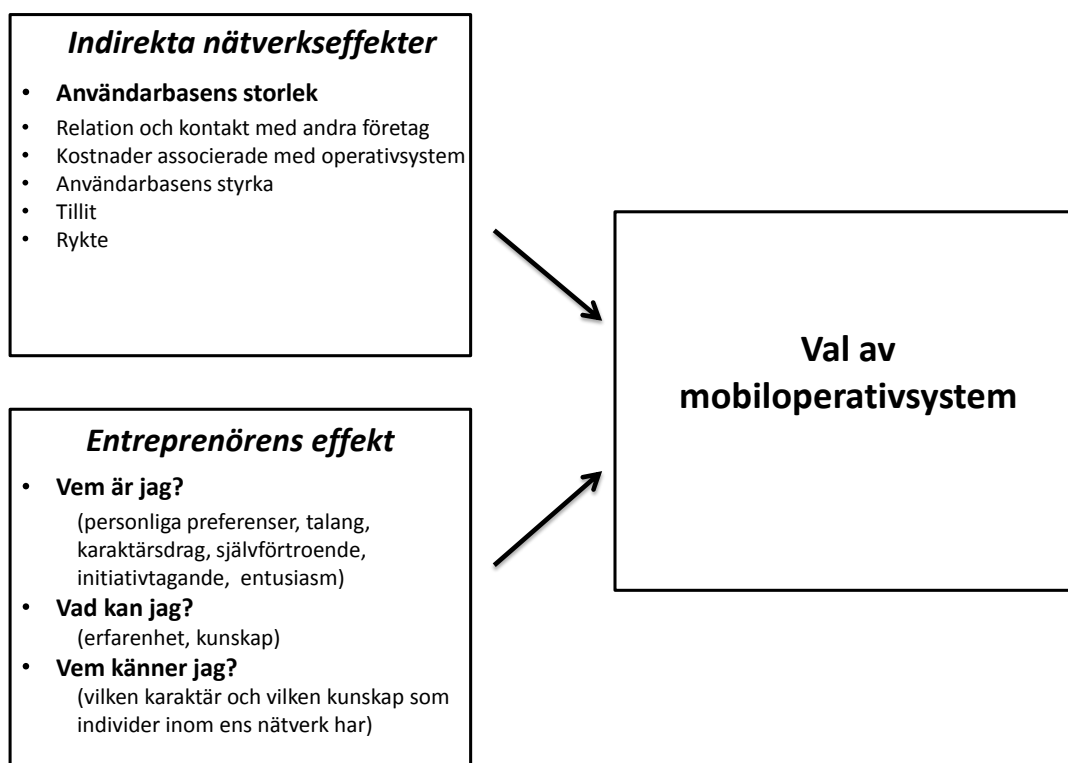 Indirekta nätverkseffekter
• Användarbasens storlek
• Relation och kontakt med andra företag
• Kostnader associerade med operativsystem
• Användarbasens styrka
• Tillit
• Rykte
Val av
mobiloperativsystem
Entreprenörens effekt
• Vem är jag?
(personliga preferenser, talang,
karaktärsdrag, självförtroende,
initiativtagande, entusiasm)
• Vad kan jag?
(erfarenhet, kunskap)
• Vem känner jag?
(vilken karaktär och vilken kunskap som
individer inom ens nätverk har)